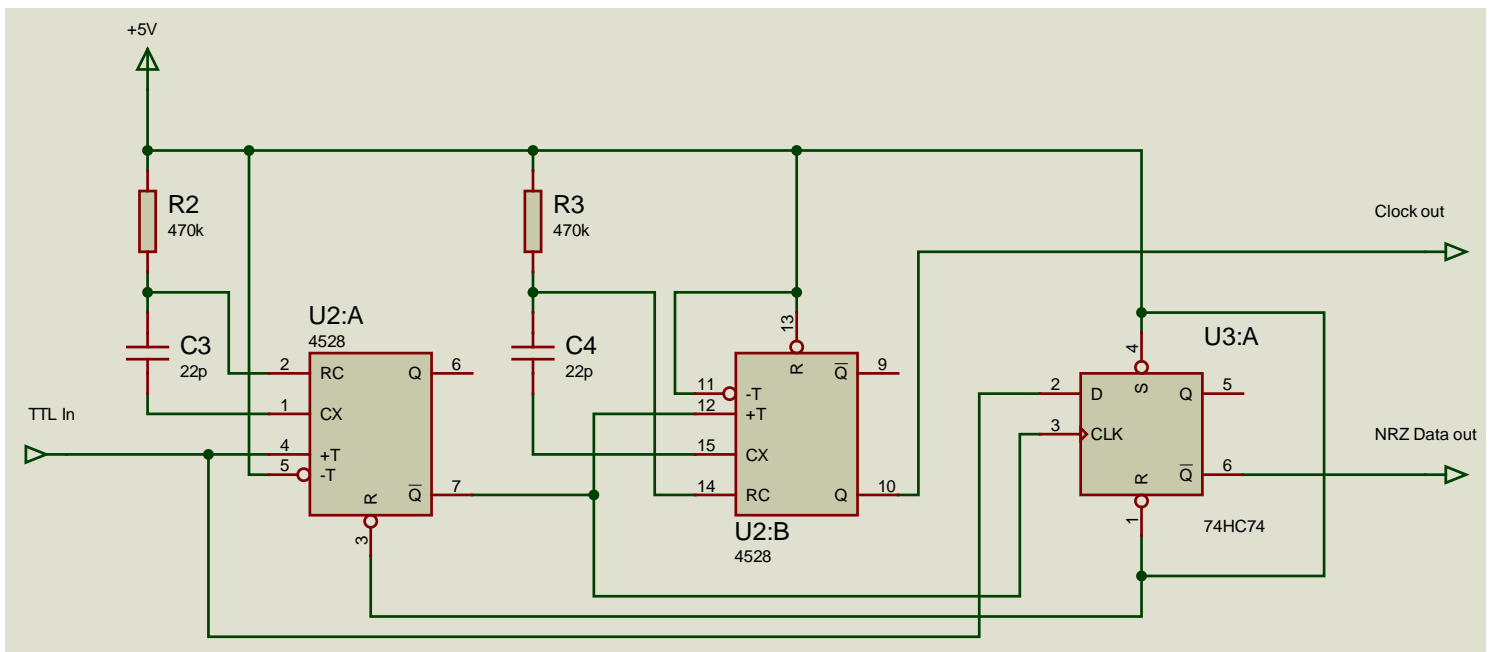 +5V
R2
470k
R3
470k
Clock out
U2:A
4528
13
U3:A
C3
22p
C4
22p
4
2
RC
Q
6
R
Q
9
11
-T
2
D
S
Q
5
1
CX
12
+T
TTL In
4
+T
15
CX
3
CLK
NRZ Data out
5
-T
R
Q
7
14
RC
Q
10
R
Q
6
3
U2:B
4528
1
74HC74